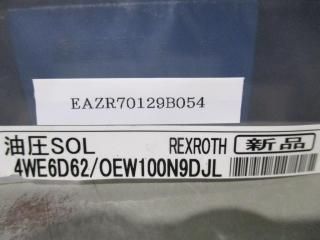 EAZR70129B054
油圧SOL REXROTH 新品
4WE6D62/OEW100N9DJL